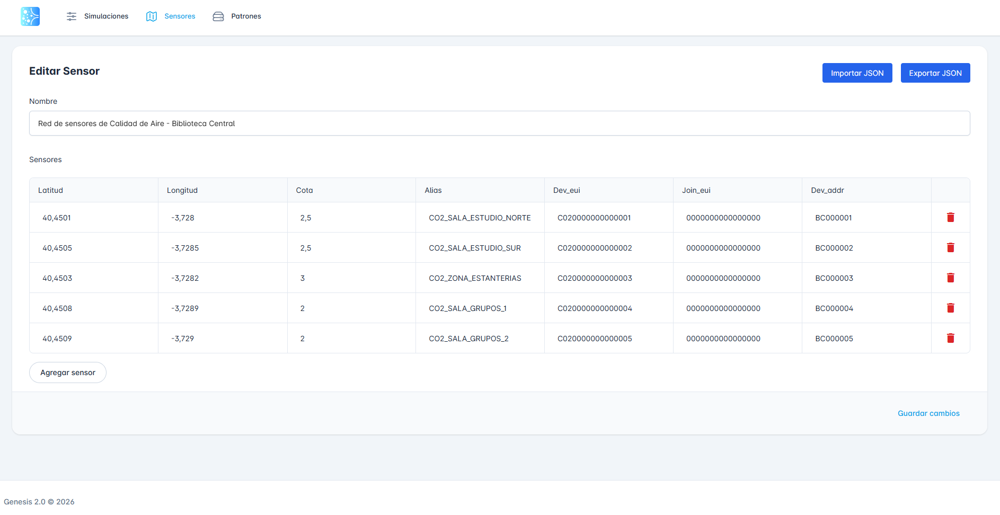 Simulaciones Sensores Patrones
Editar Sensor
Importar JSON Exportar JSON
Nombre
Red de sensores de Calidad de Aire - Biblioteca Central
Sensores
Latitud Longitud Cota Alias Dev_eui Join_eui Dev_addr
40,4501 -3,728 2,5 CO2_SALA_ESTUDIO_NORTE C020000000000001 0000000000000000 BC000001
40,4505 -3,7285 2,5 CO2_SALA_ESTUDIO_SUR C020000000000002 0000000000000000 BC000002
40,4503 -3,7282 3 CO2_ZONA_ESTANTERIAS C020000000000003 0000000000000000 BC000003
40,4508 -3,7289 2 CO2_SALA_GRUPOS_1 C020000000000004 0000000000000000 BC000004
40,4509 -3,729 2 CO2_SALA_GRUPOS_2 C020000000000005 0000000000000000 BC000005
Agregar sensor
Guardar cambios
Genesis 2.0 © 2026